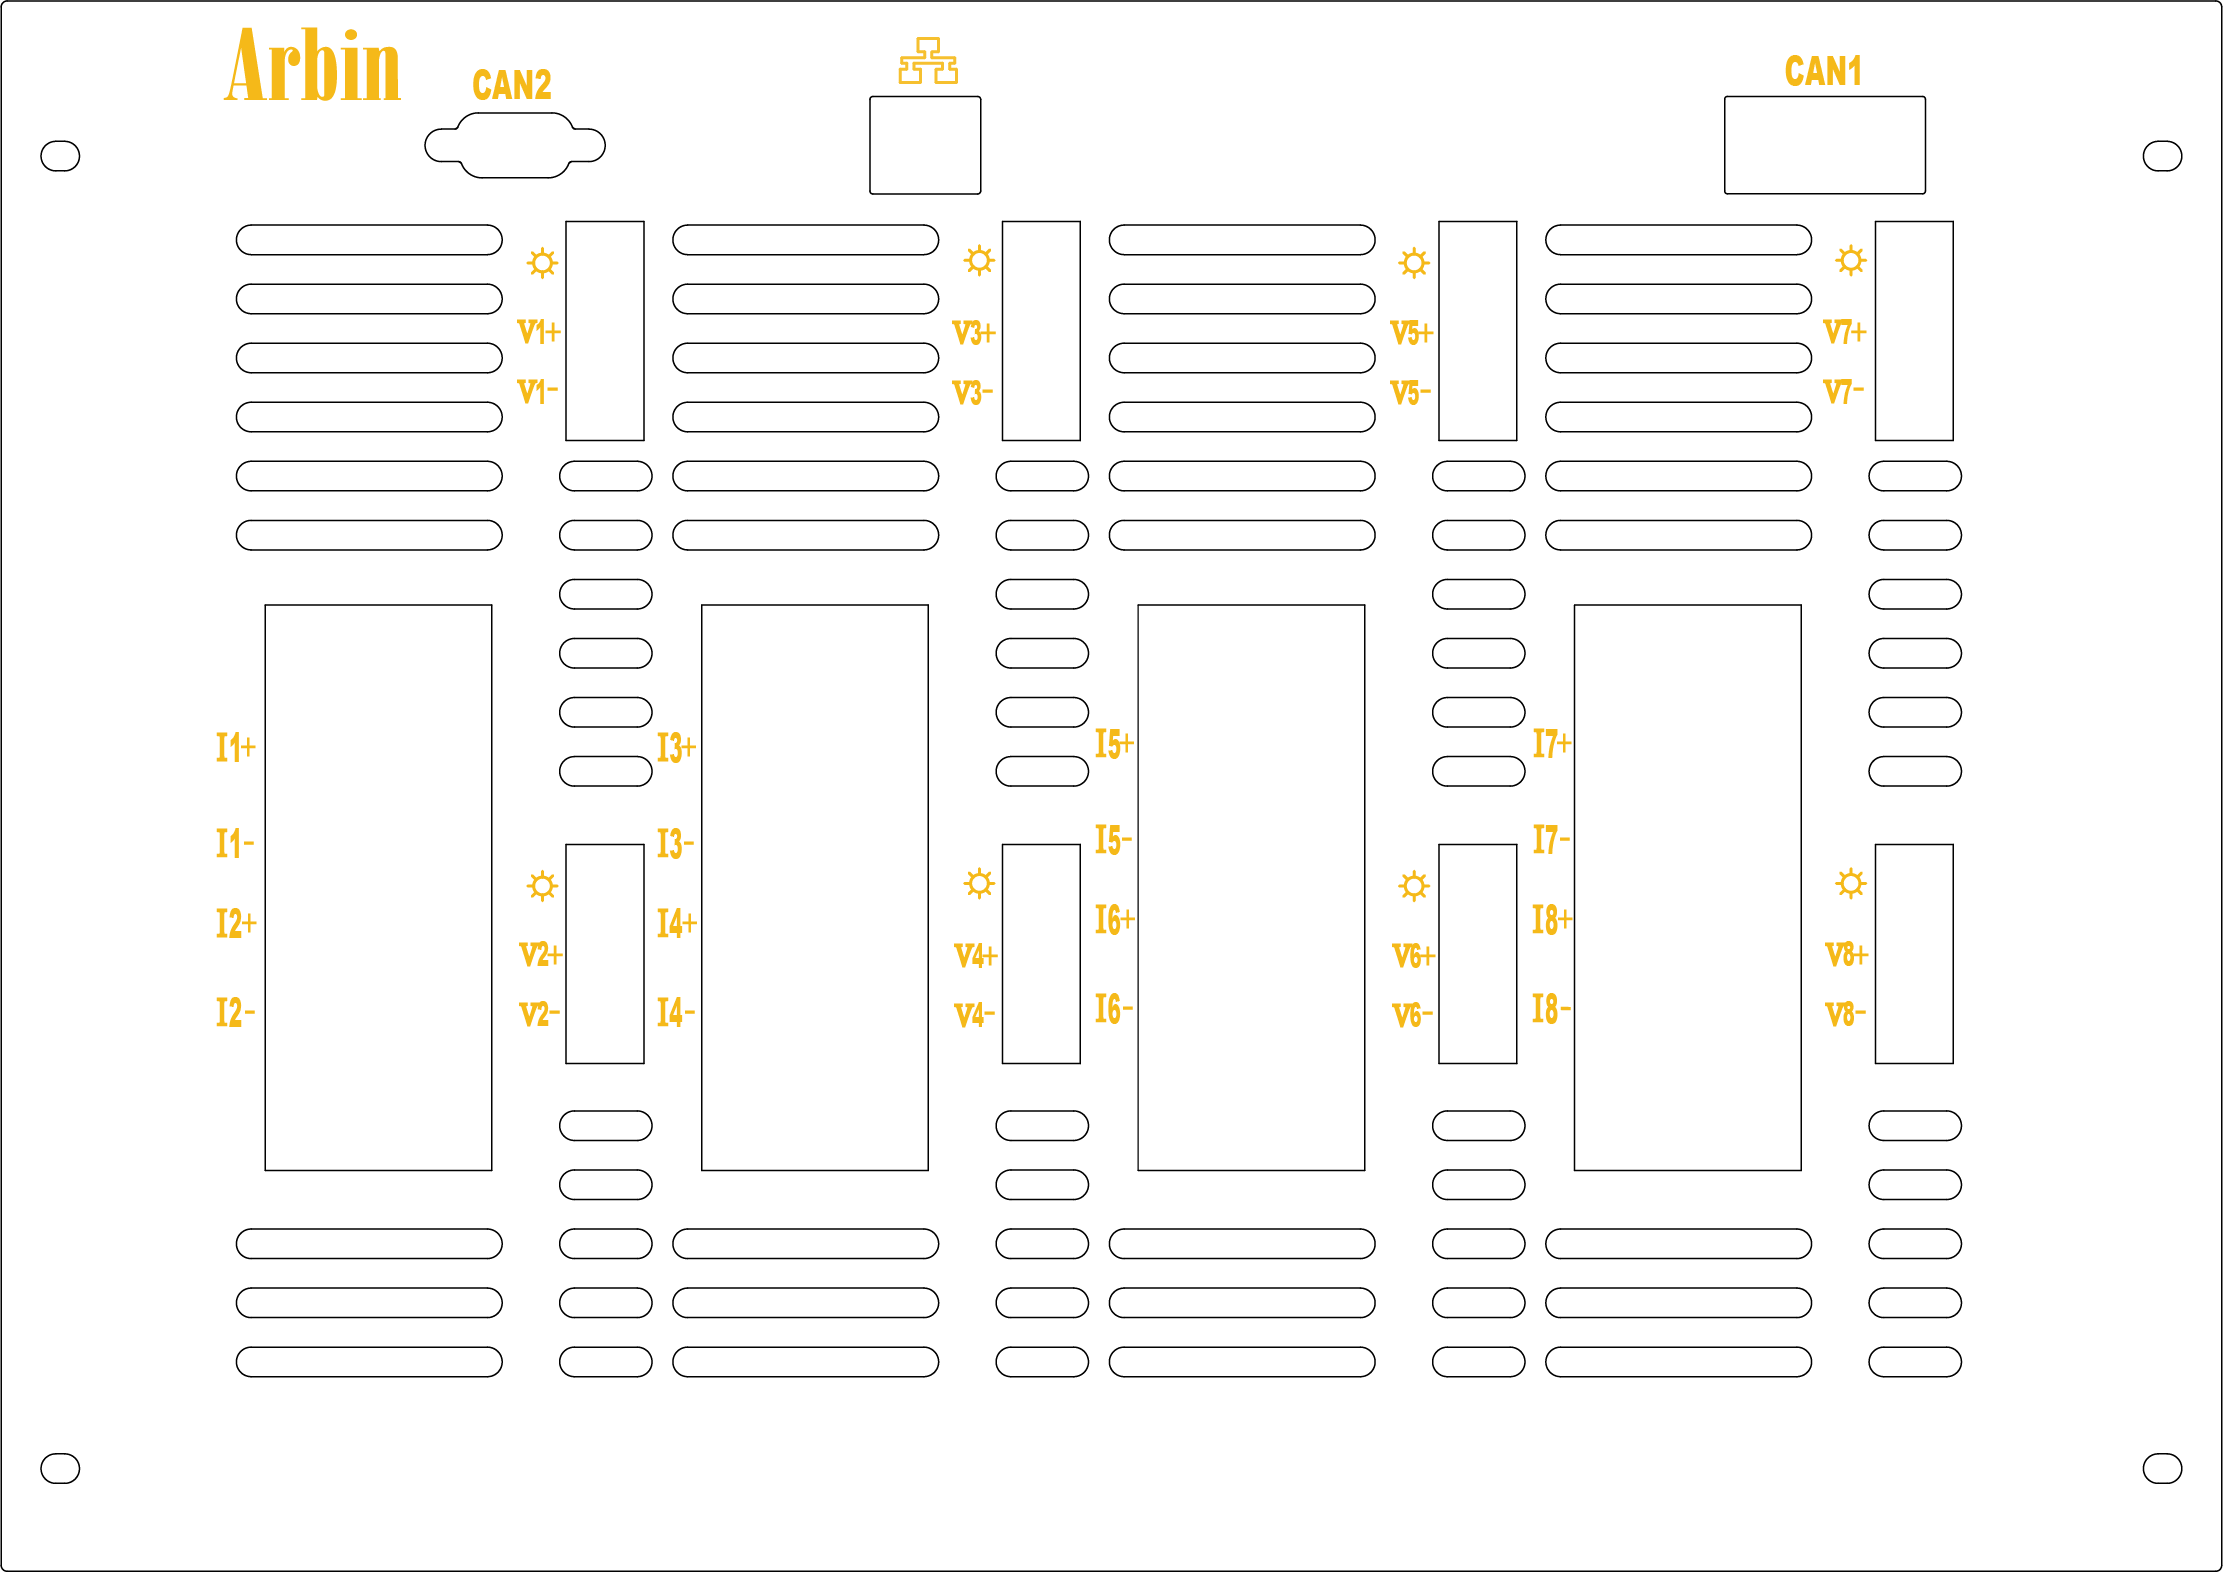 Arbin
CAN2
CAN1
V1+
V3+
V5+
V7+
V1-
V3-
V5-
V7-
I1+
I3+
I5+
I7+
I1-
I3-
I5-
I7-
I2+
I4+
I6+
I8+
V2+
V4+
V6+
V8+
I2-
I4-
I6-
I8-
V2-
V4-
V6-
V8-